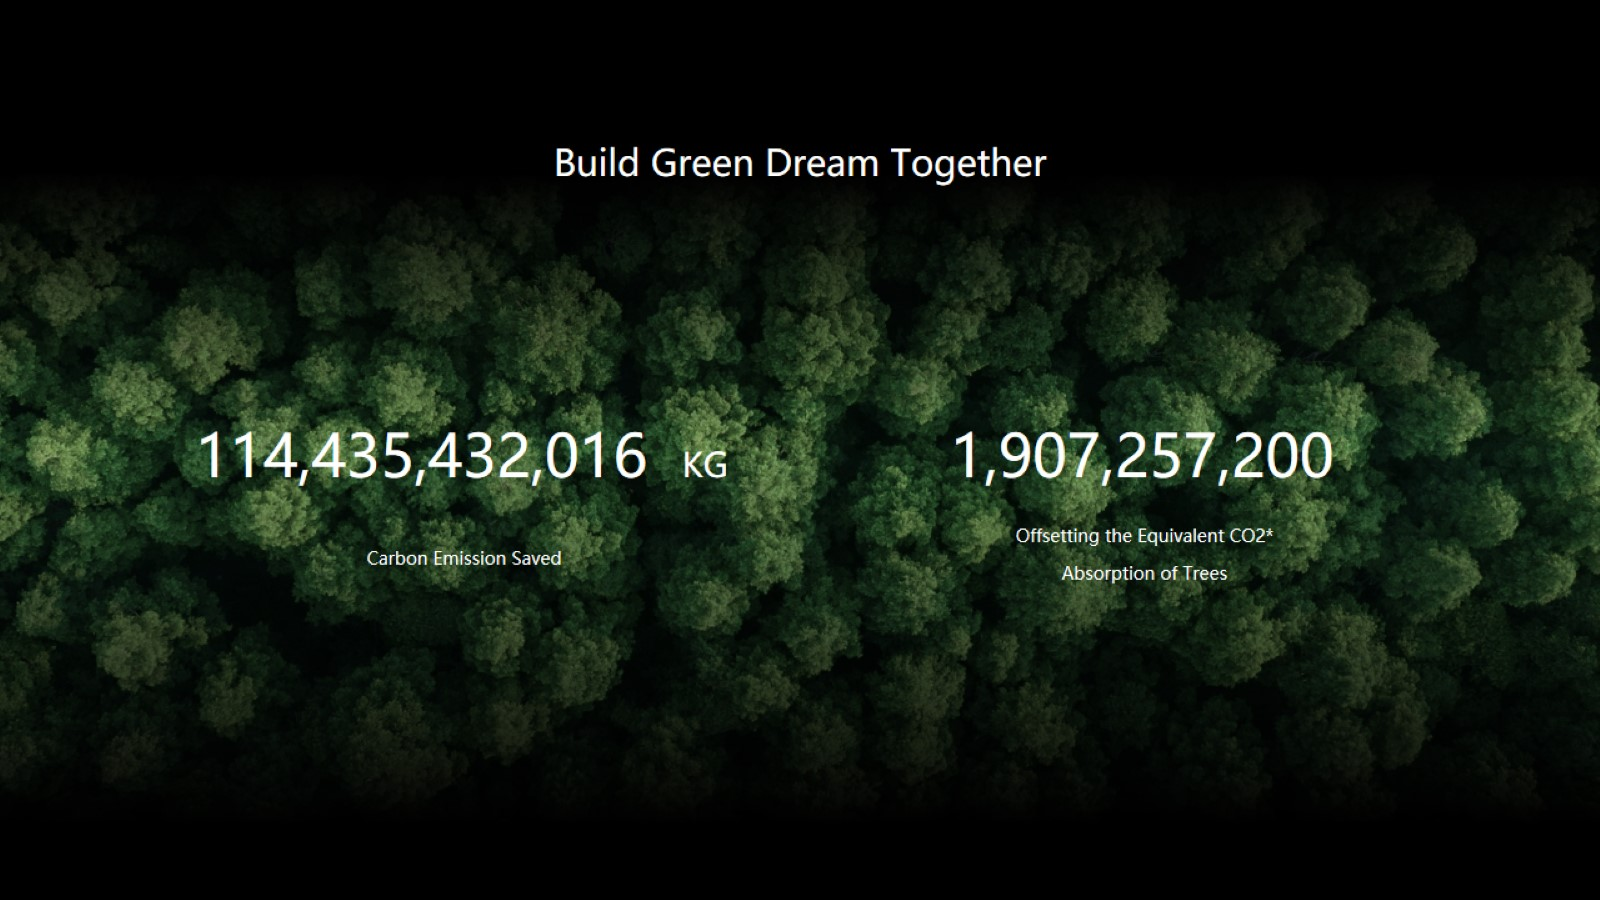 Build Green Dream Together
114,435,432,016 KG
Carbon Emission Saved
1,907,257,200
Offsetting the Equivalent CO2*
Absorption of Trees